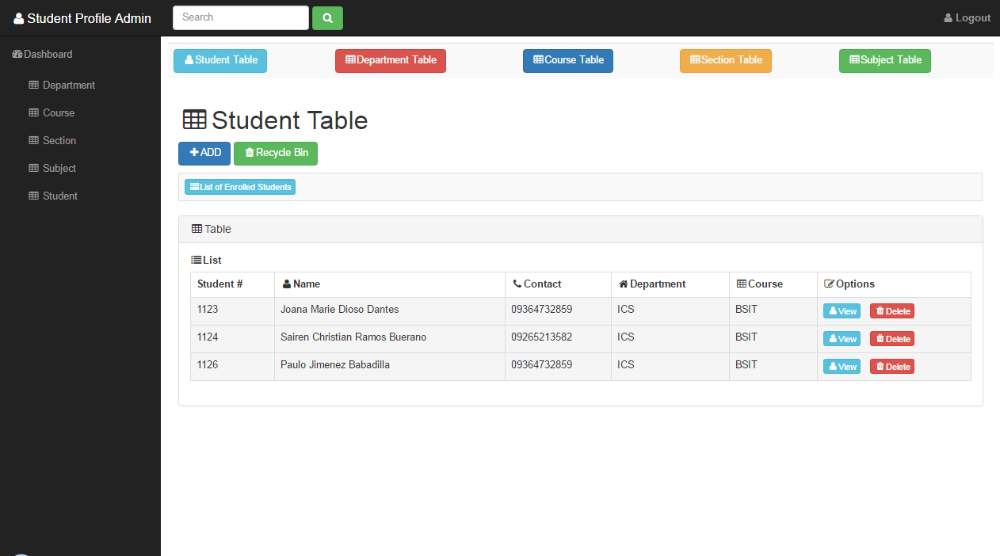 Student Profile Admin Search Logout
Dashboard
Department
Course
Section
Subject
Student
Student Table Department Table Course Table Section Table Subject Table
Student Table
ADD Recycle Bin
List of Enrolled Students
Table
List
Student # Name Contact Department Course Options
1123 Joana Marie Dioso Dantes 09364732859 ICS BSIT View Delete
1124 Sairen Christian Ramos Buerano 09265213582 ICS BSIT View Delete
1126 Paulo Jimenez Babadilla 09364732859 ICS BSIT View Delete